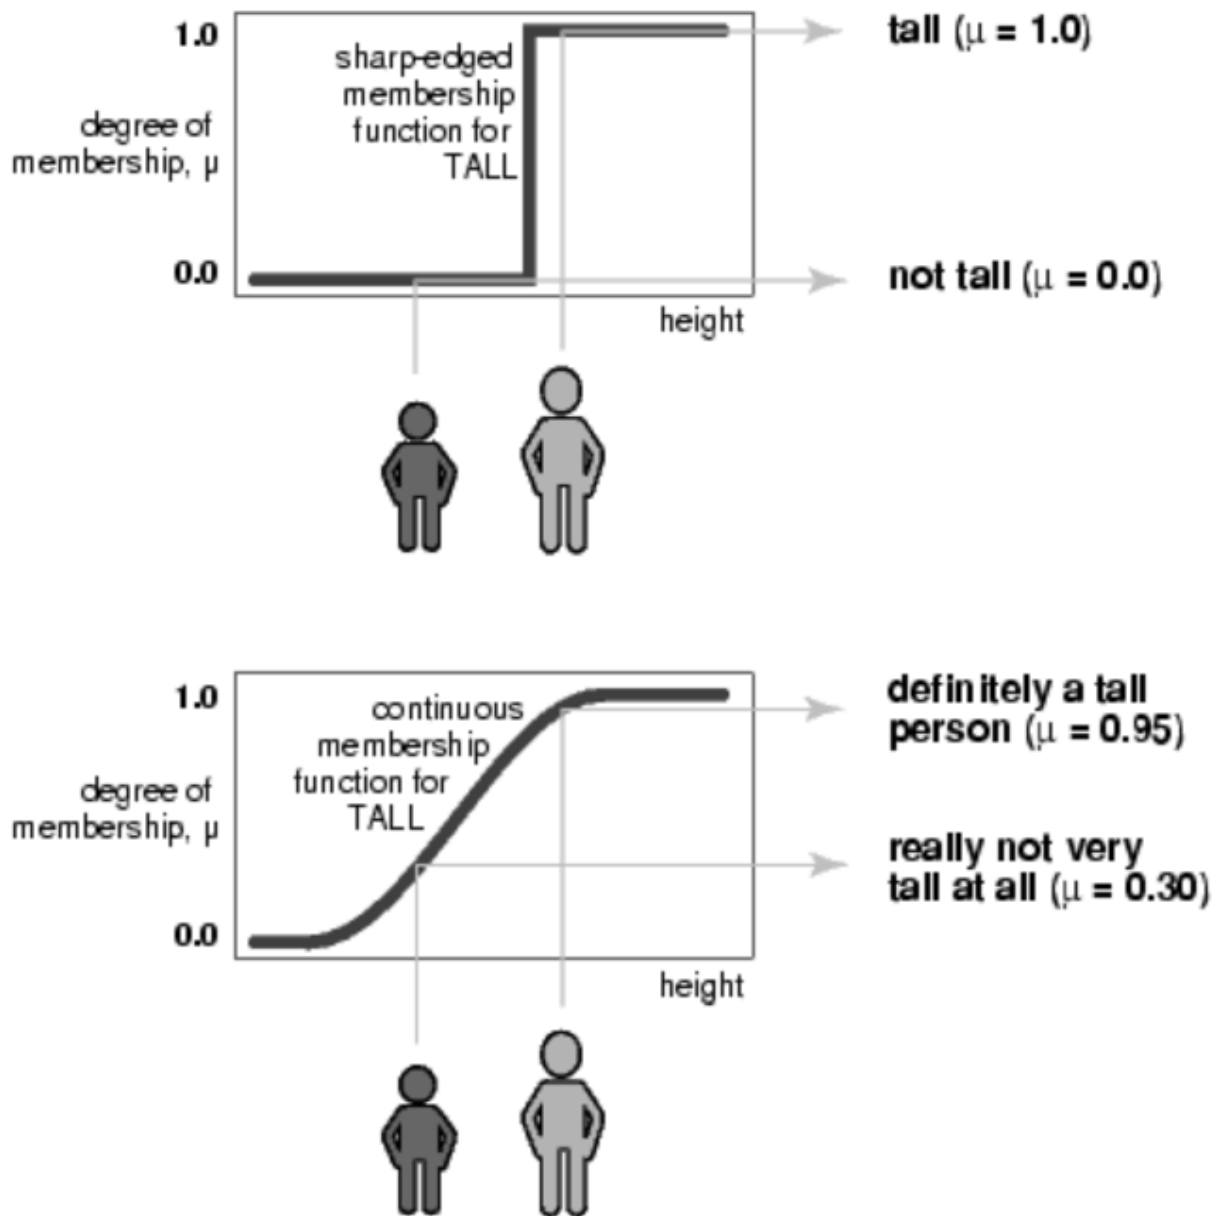 1.0
sharp-edged
membership
function for
TALL
degree of
membership, μ
0.0
height
tall (μ = 1.0)
not tall (μ = 0.0)
1.0
continuous
membership
function for
TALL
degree of
membership, μ
0.0
height
definitely a tall
person (μ = 0.95)
really not very
tall at all (μ = 0.30)